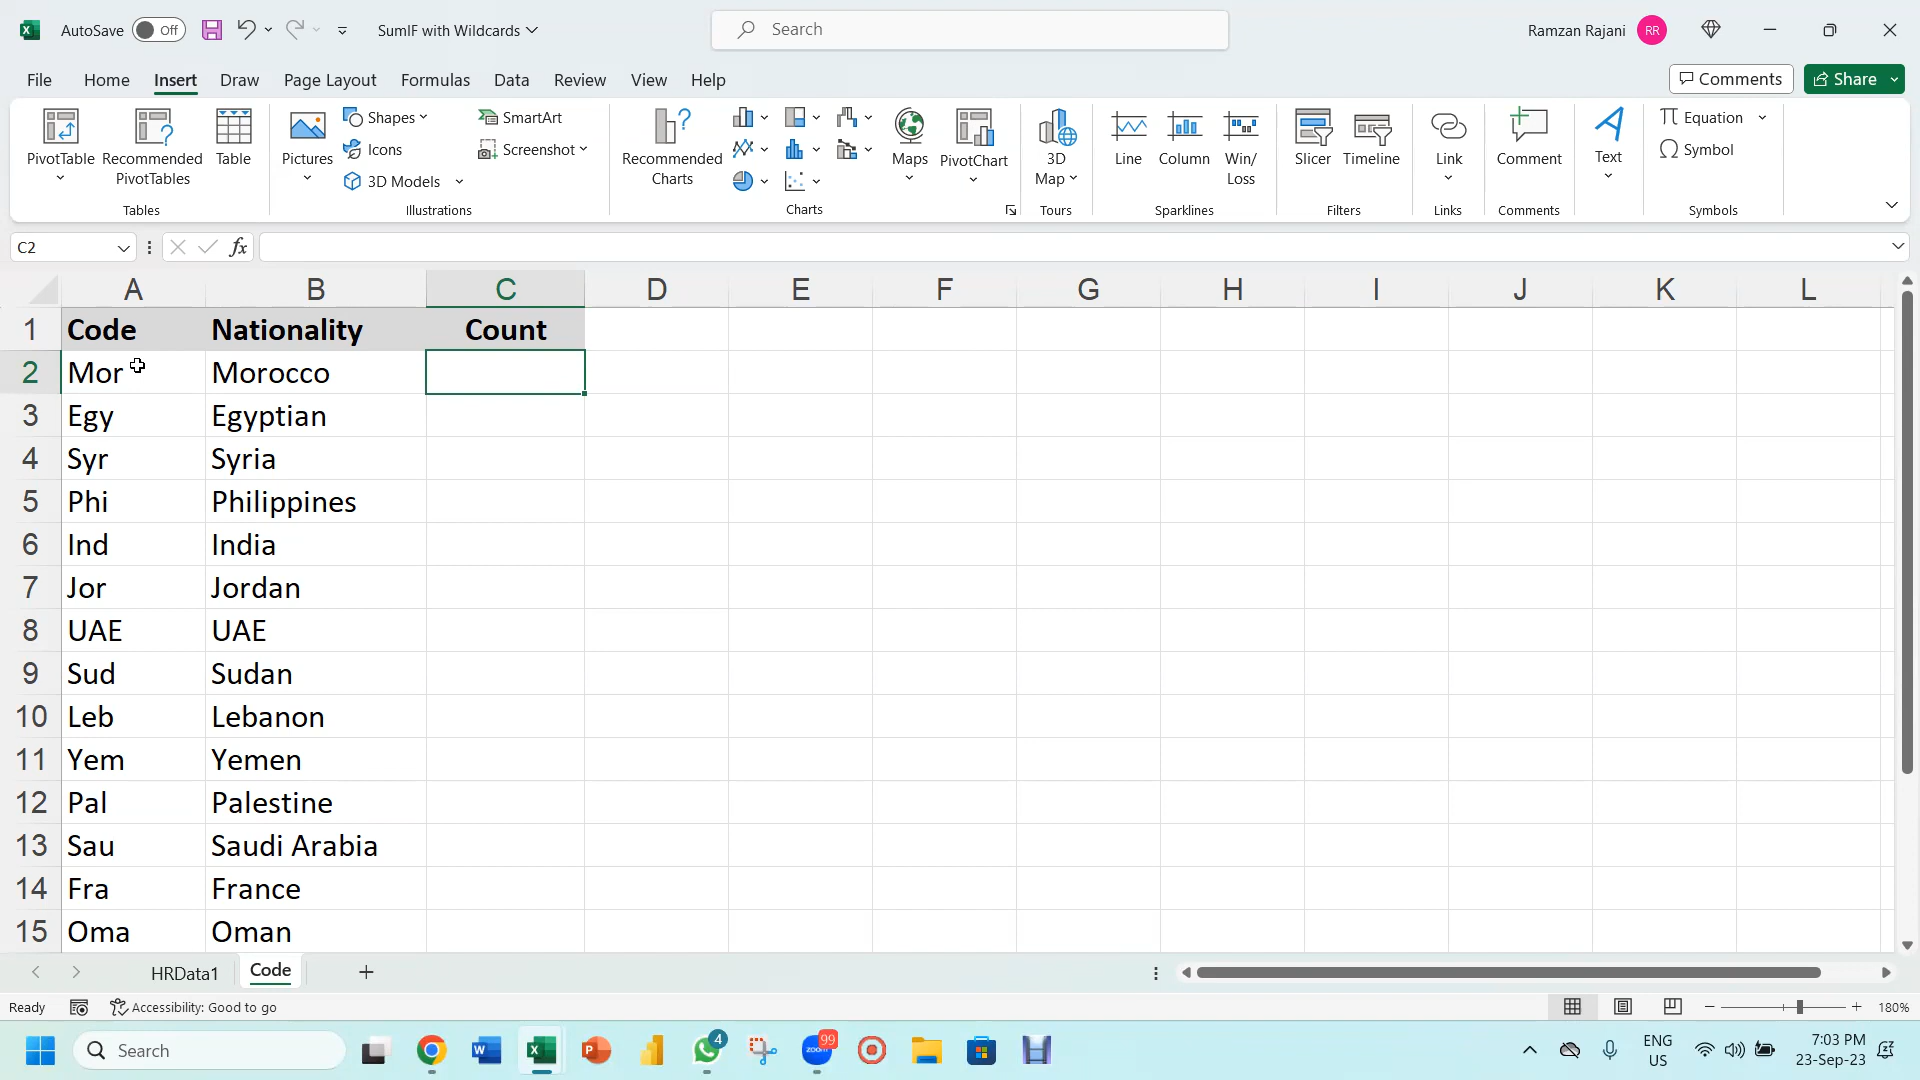 AutoSave Off SumIF with Wildcards Search Ramzan Rajani RR
File Home Insert Draw Page Layout Formulas Data Review View Help Comments Share
PivotTable
Recommended
PivotTables
Table
Tables
Pictures
Shapes
Icons
3D Models
SmartArt
Screenshot
Illustrations
Recommended
Charts
Maps
PivotChart
Charts
3D
Map
Tours
Line
Column
Win/
Loss
Sparklines
Slicer
Timeline
Filters
Link
Links
Comment
Comments
Text
Equation
Symbol
Symbols
C2 fx
A B C D E F G H I J K L
1 Code Nationality Count
2 Mor Morocco
3 Egy Egyptian
4 Syr Syria
5 Phi Philippines
6 Ind India
7 Jor Jordan
8 UAE UAE
9 Sud Sudan
10 Leb Lebanon
11 Yem Yemen
12 Pal Palestine
13 Sau Saudi Arabia
14 Fra France
15 Oma Oman
HRData1 Code
Ready Accessibility: Good to go 180%
Search 4 zoom 99 ENG
US
7:03 PM
23-Sep-23